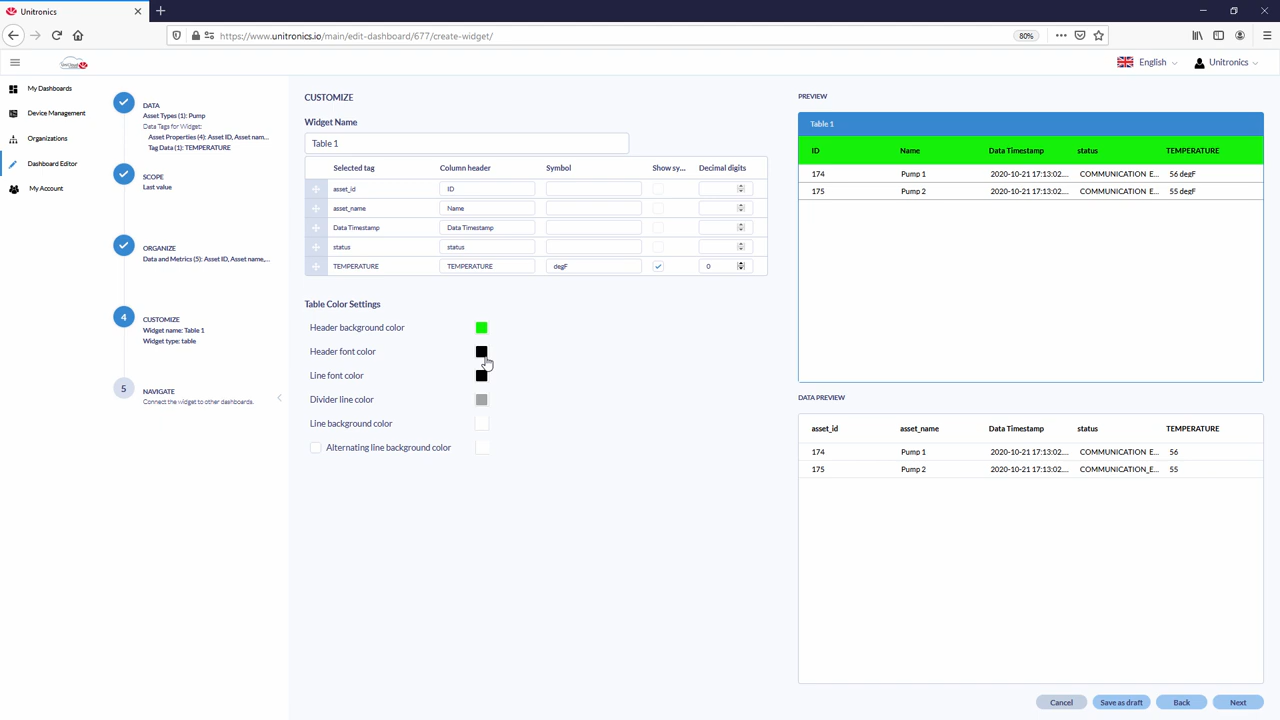 Unitronics
https://www.unitronics.io/main/edit-dashboard/677/create-widget/
80%
English
Unitronics
My Dashboards
Device Management
Organizations
Dashboard Editor
My Account
DATA
Asset Types (1): Pump
Data Tags for Widget:
Asset Properties (4): Asset ID, Asset nam...
Tag Data (1): TEMPERATURE
SCOPE
Last value
ORGANIZE
Data and Metrics (5): Asset ID, Asset name,...
4
CUSTOMIZE
Widget name: Table 1
Widget type: table
5
NAVIGATE
Connect the widget to other dashboards.
CUSTOMIZE
Widget Name
Table 1
Selected tag Column header Symbol Show sy... Decimal digits
asset_id ID
asset_name Name
Data Timestamp Data Timestamp
status status
TEMPERATURE TEMPERATURE degF 0
Table Color Settings
Header background color
Header font color
Line font color
Divider line color
Line background color
Alternating line background color
PREVIEW
Table 1
ID Name Data Timestamp status TEMPERATURE
174 Pump 1 2020-10-21 17:13:02.... COMMUNICATION_E... 56 degF
175 Pump 2 2020-10-21 17:13:02.... COMMUNICATION_E... 55 degF
DATA PREVIEW
asset_id asset_name Data Timestamp status TEMPERATURE
174 Pump 1 2020-10-21 17:13:02.... COMMUNICATION_E... 56
175 Pump 2 2020-10-21 17:13:02.... COMMUNICATION_E... 55
Cancel Save as draft Back Next